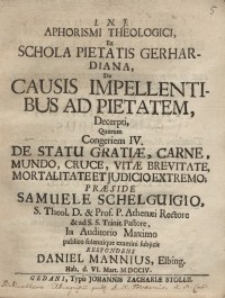 5
I. N. J.
APHORISMI THEOLOGICI,
Ex
SCHOLA PIETATIS GERHAR-
DIANA,
De
CAUSIS IMPELLENTI-
BUS AD PIETATEM,
Decerpti,
Quorum
Congeriem IV.
DE STATU GRATIÆ, CARNE,
MUNDO, CRUCE, VITÆ BREVITATE,
MORTALITATE ET JUDICIO EXTREMO;
PRÆSIDE
SAMUELE SCHELGUIGIO,
S. Theol. D. & Prof. P. Athenæi Rectore
& ad S. S. Trinit. Pastore,
In Auditorio Maximo
publico solennique examini subjicit
RESPONDENS
DANIEL MANNIUS, Elbing.
Hab. d. VI. Mart. MDCCIV.
GEDANI, Typis JOHANNIS ZACHARIÆ STOLLII.